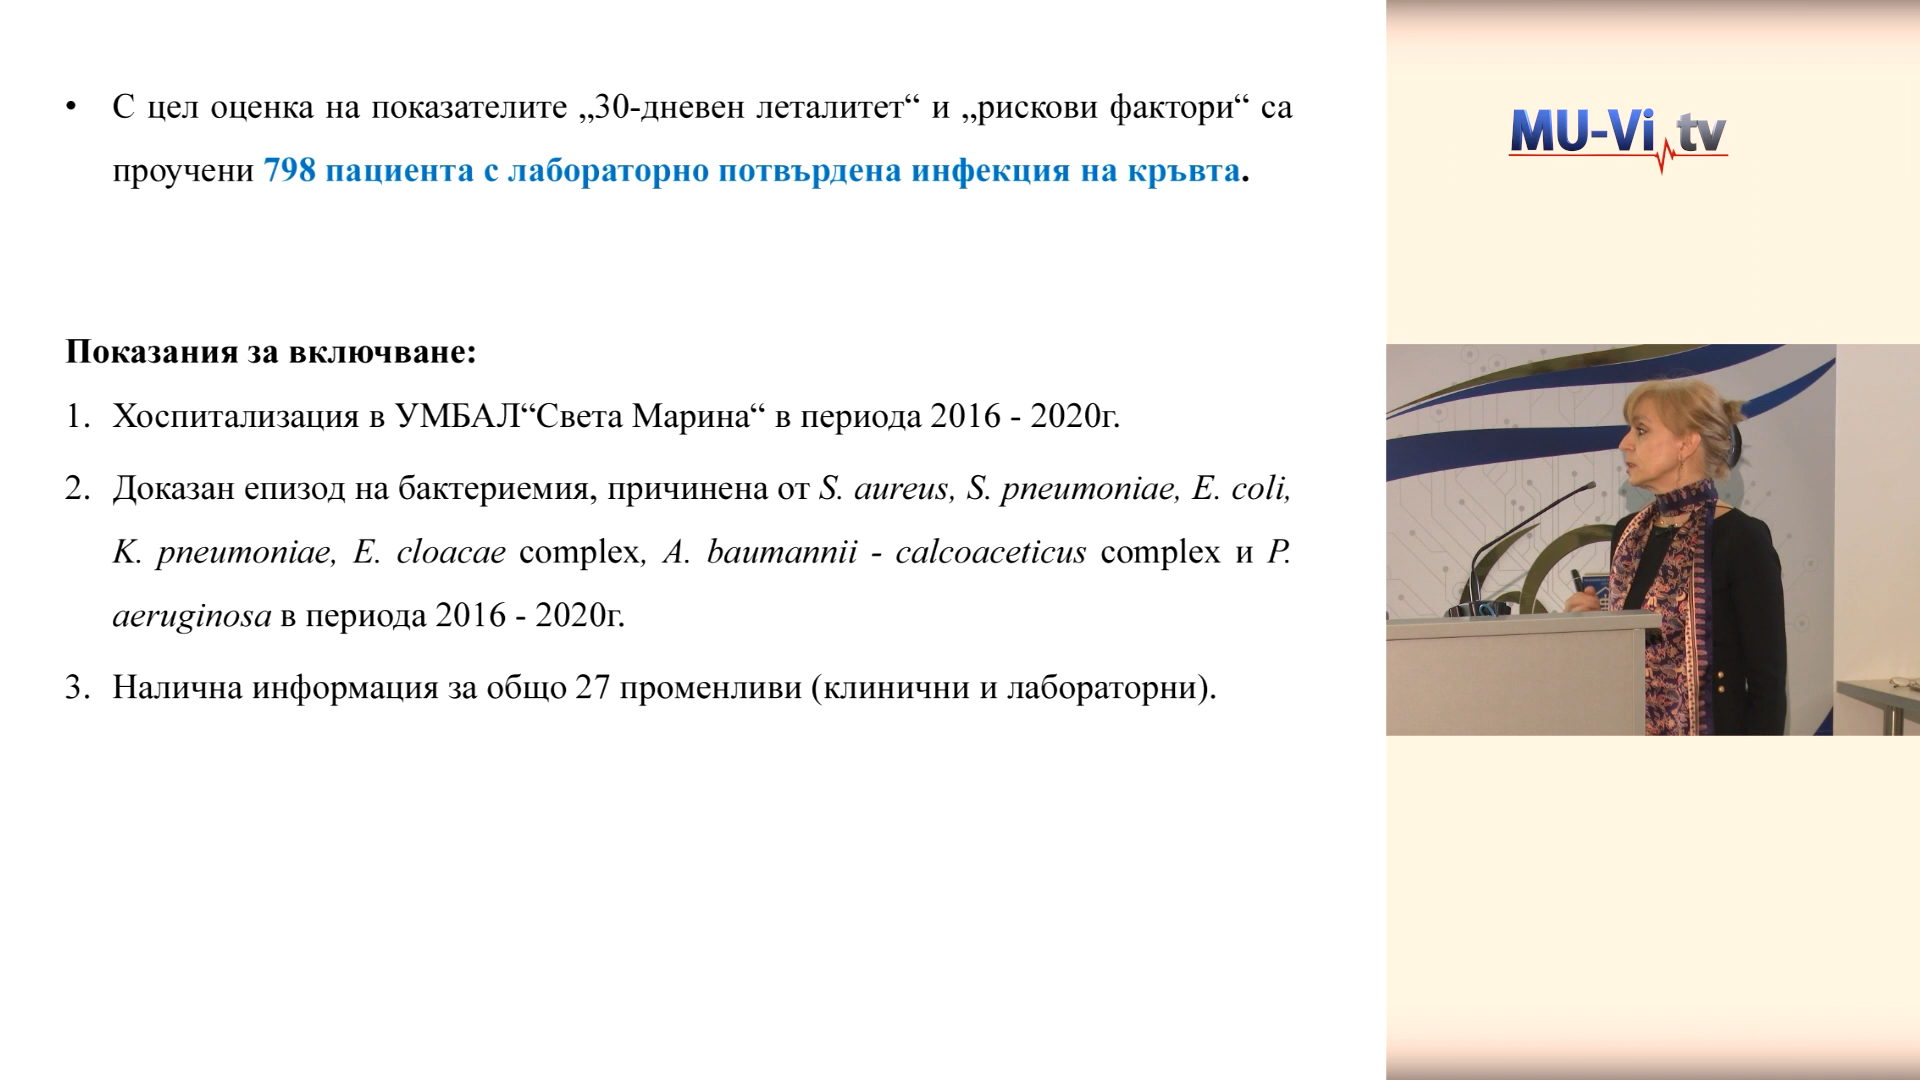 • С цел оценка на показателите „30-дневен леталитет“ и „рискови фактори“ са
проучени 798 пациента с лабораторно потвърдена инфекция на кръвта.
Показания за включване:
1. Хоспитализация в УМБАЛ“Света Марина“ в периода 2016 - 2020г.
2. Доказан епизод на бактериемия, причинена от S. aureus, S. pneumoniae, E. coli,
K. pneumoniae, E. cloacae complex, A. baumannii - calcoaceticus complex и P.
aeruginosa в периода 2016 - 2020г.
3. Налична информация за общо 27 променливи (клинични и лабораторни).
MU-Vi tv